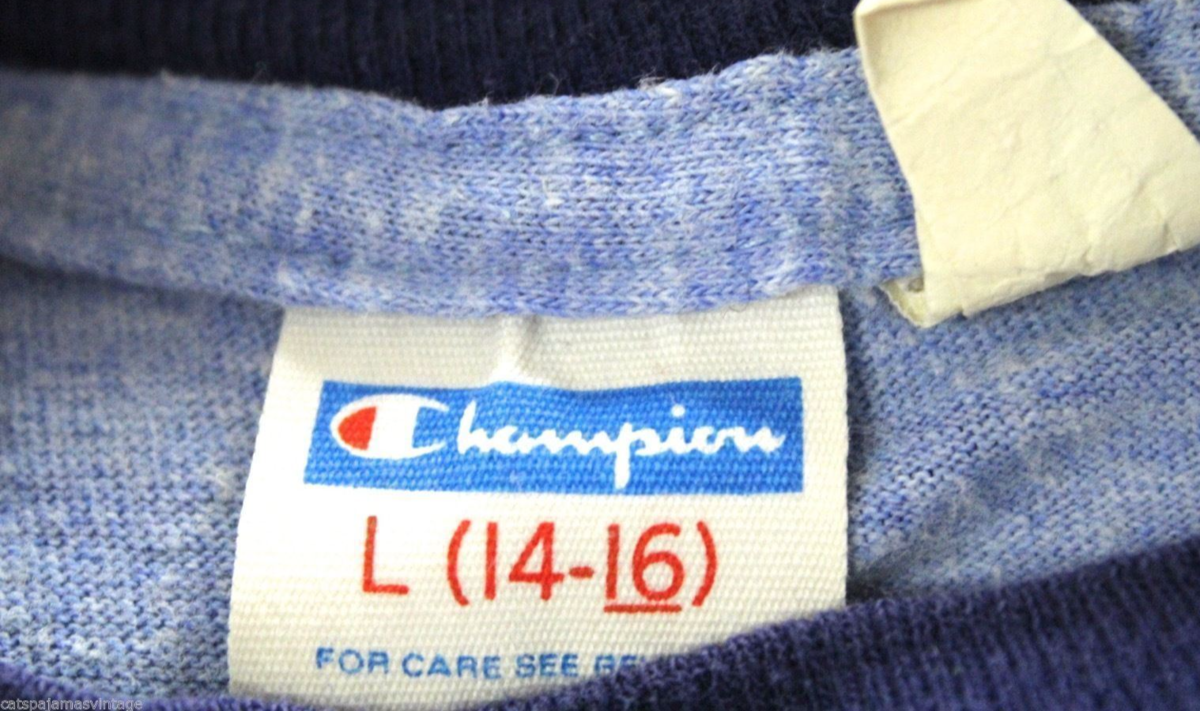 Champion
L (14-16)
FOR CARE SEE
catspajamasvintage